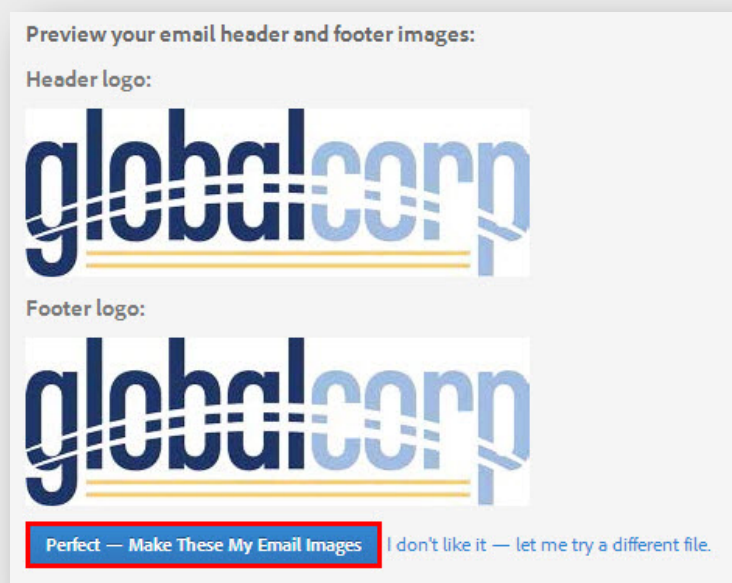 Preview your email header and footer images:
Header logo:
globalcorp
Footer logo:
globalcorp
Perfect — Make These My Email Images I don't like it — let me try a different file.